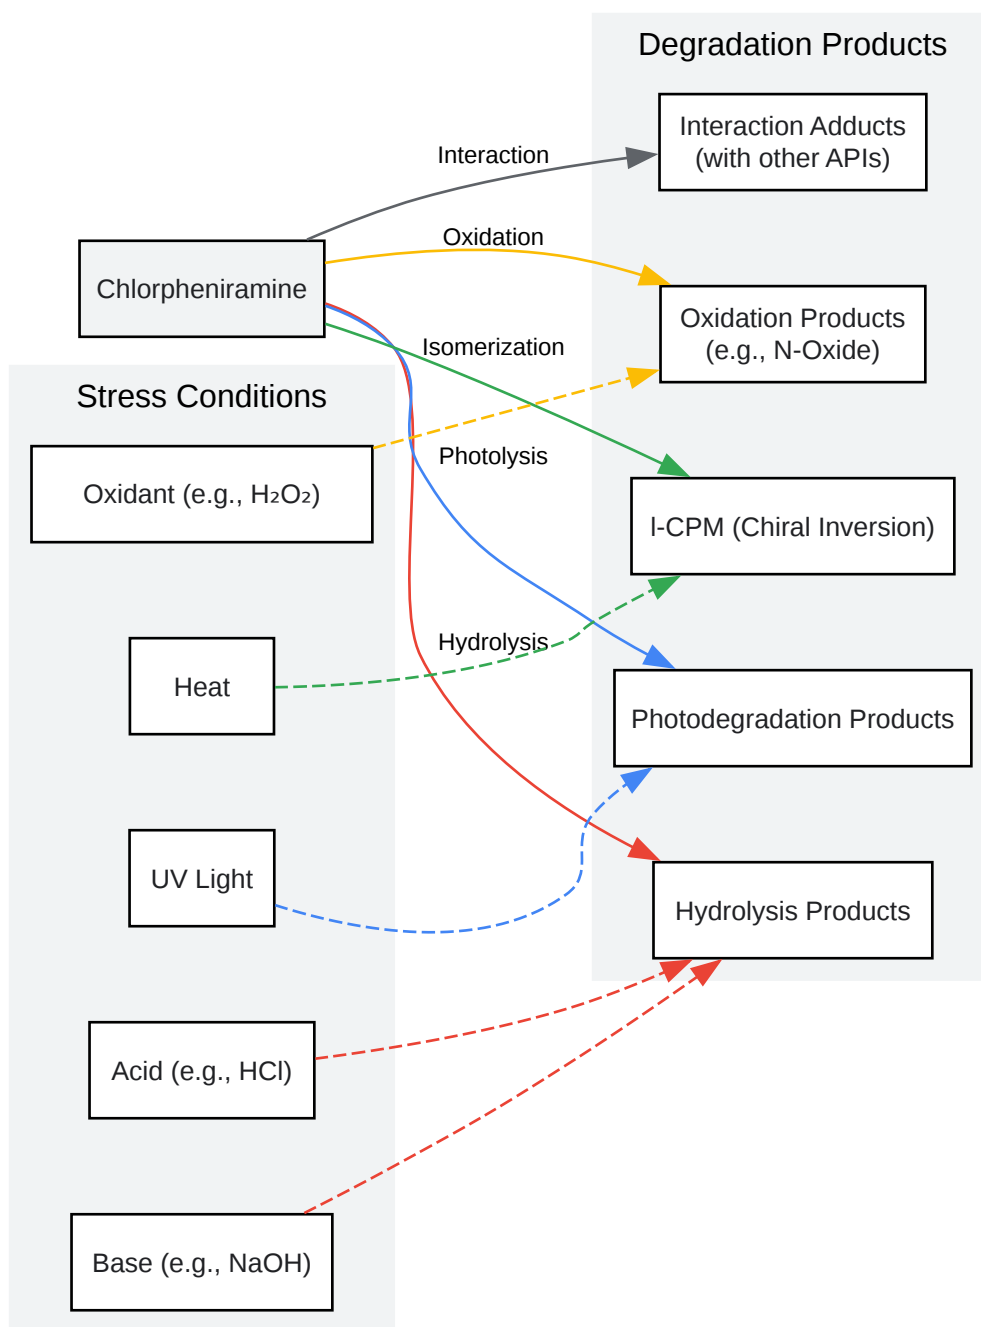 Degradation Products
Interaction Adducts
(with other APIs)
Interaction
Oxidation
Chlorpheniramine
Oxidation Products
(e.g., N-Oxide)
Isomerization
Stress Conditions
Photolysis
Oxidant (e.g., H₂O₂)
l-CPM (Chiral Inversion)
Hydrolysis
Heat
Photodegradation Products
UV Light
Hydrolysis Products
Acid (e.g., HCl)
Base (e.g., NaOH)